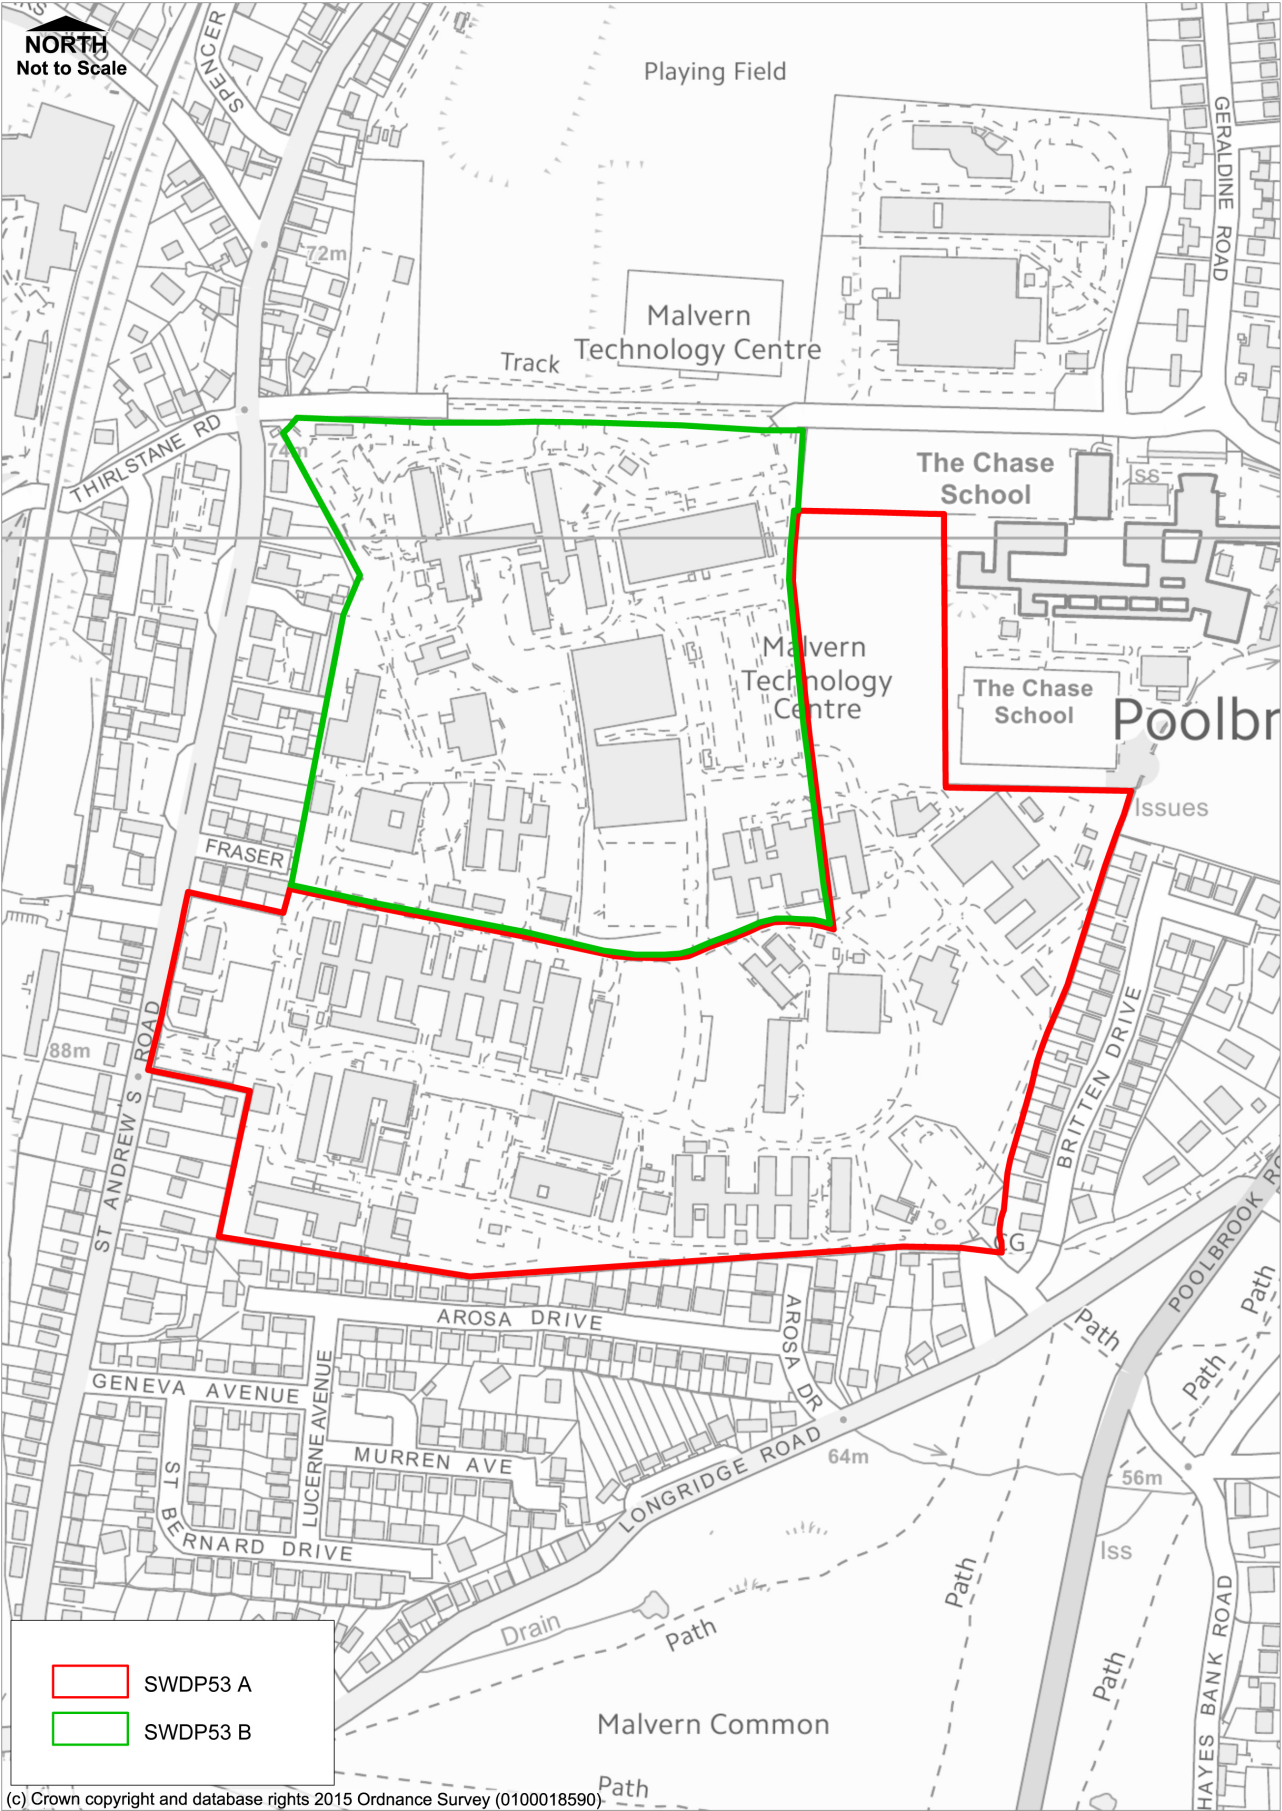 NORTH
Not to Scale
SPENCER
Playing Field
GERALDINE ROAD
72m
Malvern
Technology Centre
Track
THIRLSTANE RD
74m
The Chase
School
SS
Malvern
Technology
Centre
The Chase
School
Poolbr
Issues
FRASER
88m
ST ANDREW'S ROAD
BRITTEN DRIVE
CG
POOLBROOK RO
AROSA DRIVE
AROSA DR
Path
Path
Path
GENEVA AVENUE
LUCERNE AVENUE
MURREN AVE
ST BERNARD DRIVE
LONGRIDGE ROAD
64m
56m
Iss
Path
Drain
Path
Path
HAYES BANK ROAD
Malvern Common
Path
SWDP53 A
SWDP53 B
(c) Crown copyright and database rights 2015 Ordnance Survey (0100018590)